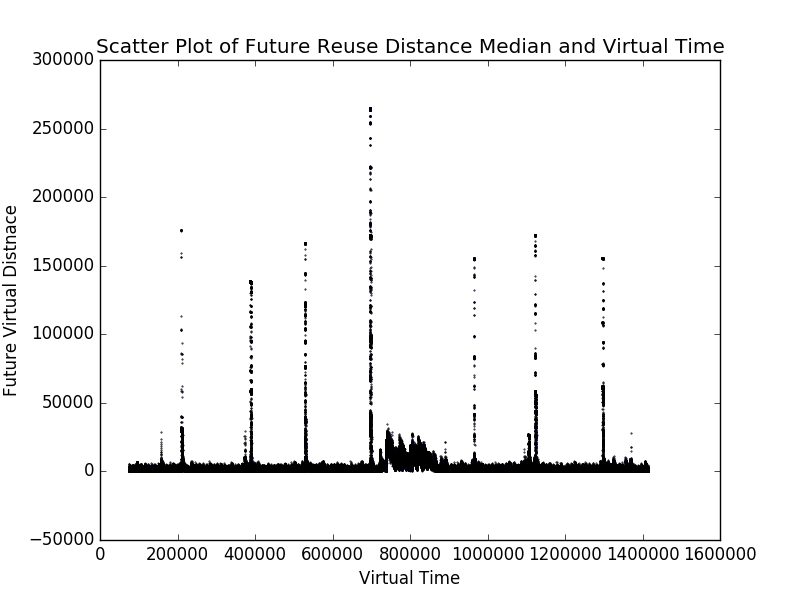 Scatter Plot of Future Reuse Distance Median and Virtual Time
300000
250000
200000
150000
100000
50000
0
−50000
Future Virtual Distnace
0 200000 400000 600000 800000 1000000 1200000 1400000 1600000
Virtual Time